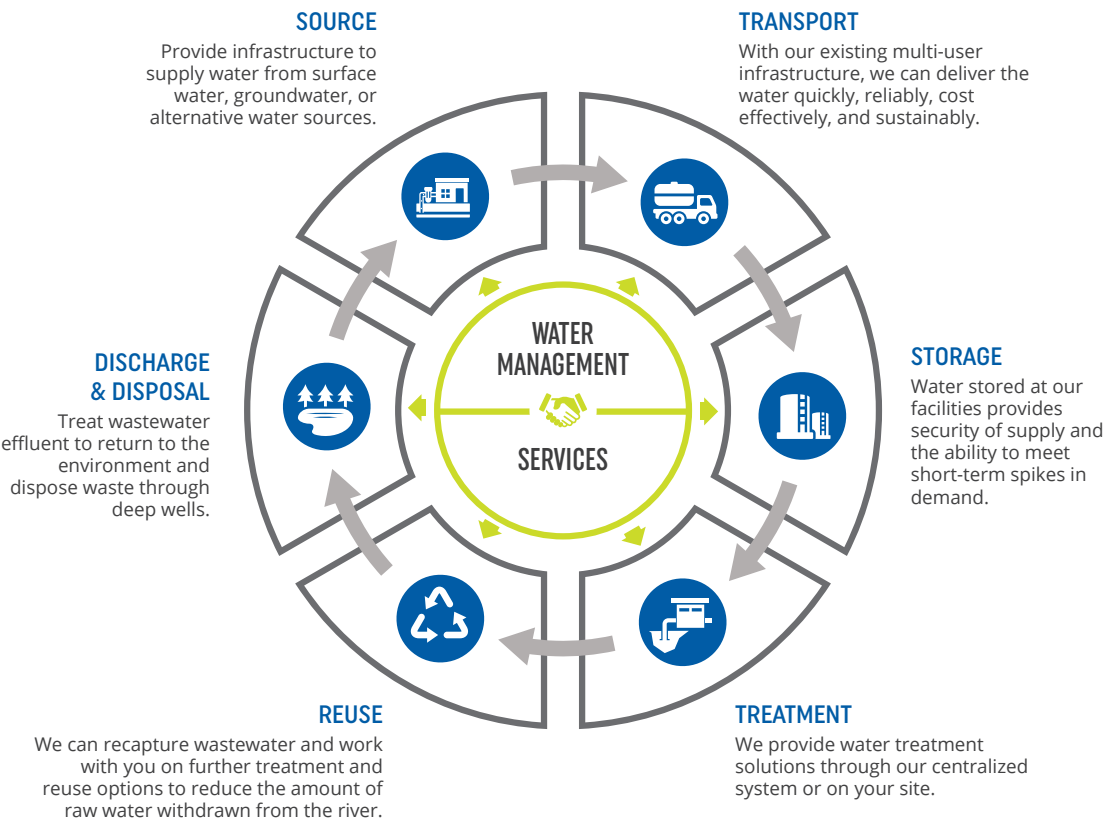 SOURCE
Provide infrastructure to
supply water from surface
water, groundwater, or
alternative water sources.
TRANSPORT
With our existing multi-user
infrastructure, we can deliver the
water quickly, reliably, cost
effectively, and sustainably.
WATER
MANAGEMENT
SERVICES
STORAGE
Water stored at our
facilities provides
security of supply and
the ability to meet
short-term spikes in
demand.
TREATMENT
We provide water treatment
solutions through our centralized
system or on your site.
REUSE
We can recapture wastewater and work
with you on further treatment and
reuse options to reduce the amount of
raw water withdrawn from the river.
DISCHARGE
& DISPOSAL
Treat wastewater
effluent to return to the
environment and
dispose waste through
deep wells.